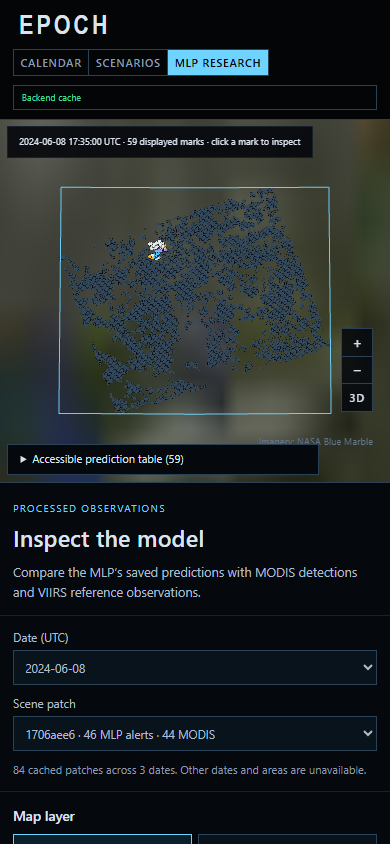 EPOCH
CALENDAR SCENARIOS MLP RESEARCH
Backend cache
2024-06-08 17:35:00 UTC · 59 displayed marks · click a mark to inspect
+
−
3D
Imagery: NASA Blue Marble
▶ Accessible prediction table (59)
PROCESSED OBSERVATIONS
Inspect the model
Compare the MLP's saved predictions with MODIS detections
and VIIRS reference observations.
Date (UTC)
2024-06-08
Scene patch
1706aee6 · 46 MLP alerts · 44 MODIS
84 cached patches across 3 dates. Other dates and areas are unavailable.
Map layer